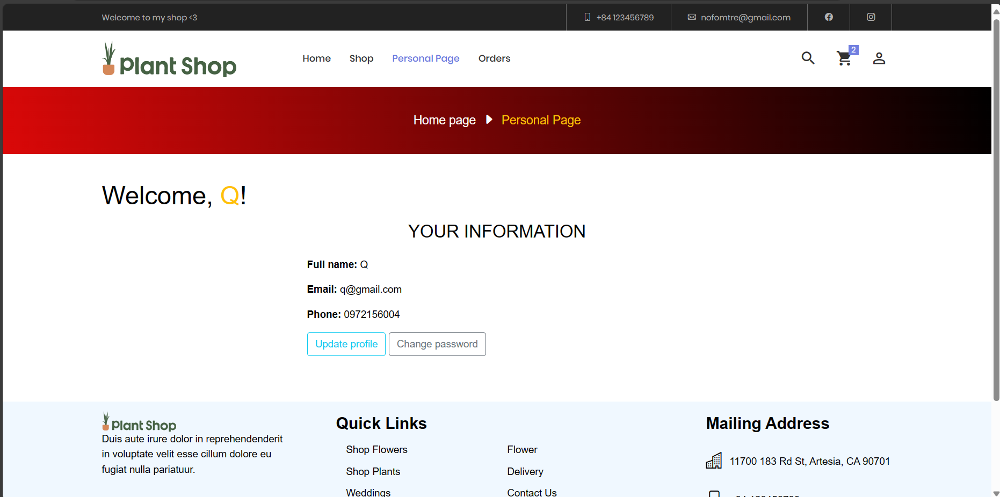 Welcome to my shop <3
+84 123456789
nofomtre@gmail.com
Plant Shop
Home
Shop
Personal Page
Orders
2
Home page
Personal Page
Welcome, Q!
YOUR INFORMATION
Full name: Q
Email: q@gmail.com
Phone: 0972156004
Update profile
Change password
Plant Shop
Duis aute irure dolor in reprehendenderit
in voluptate velit esse cillum dolore eu
fugiat nulla pariatuur.
Quick Links
Shop Flowers
Flower
Shop Plants
Delivery
Weddings
Contact Us
Mailing Address
11700 183 Rd St, Artesia, CA 90701